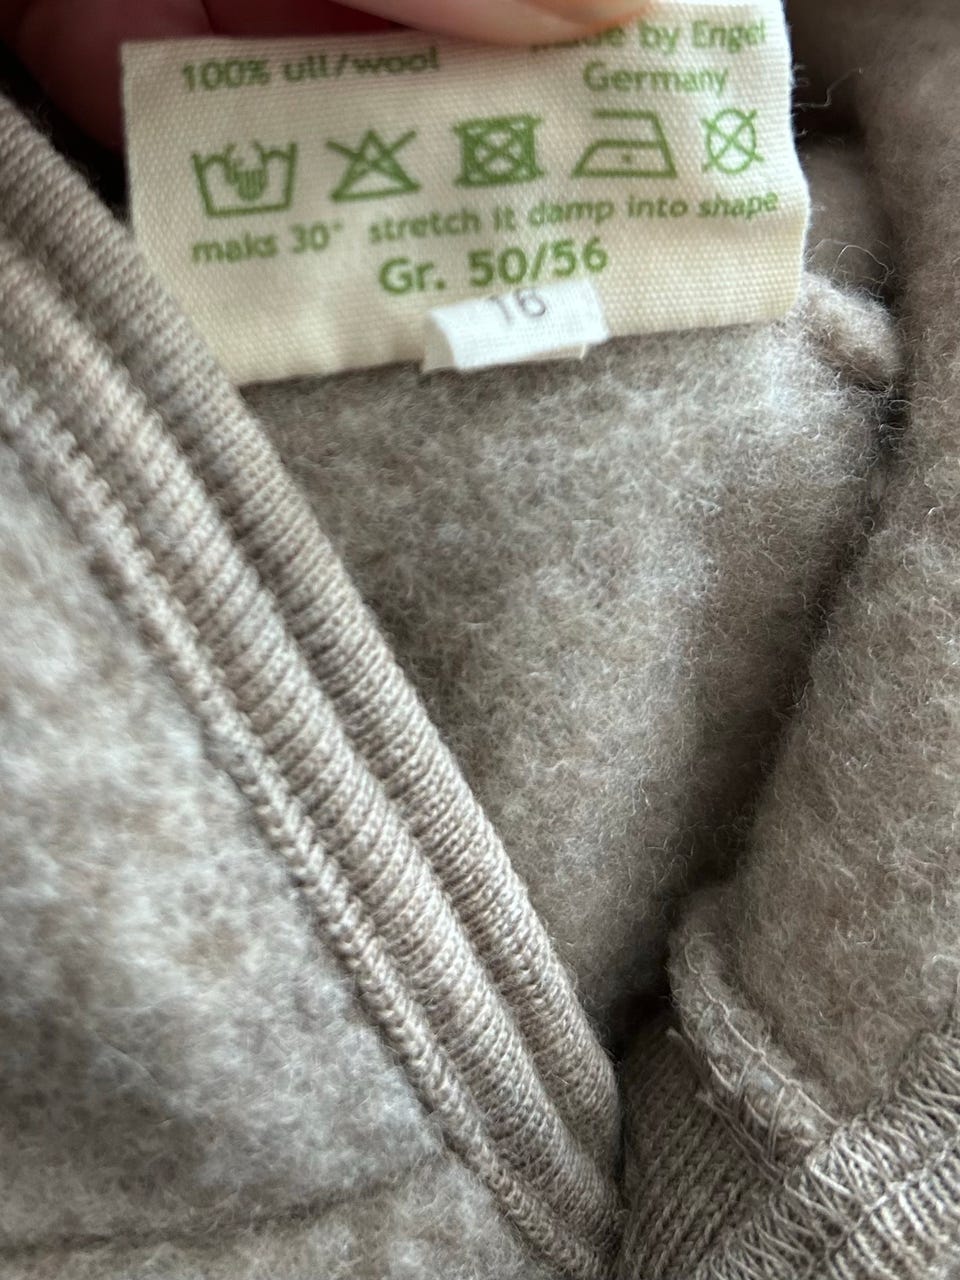 100% ull/wool
Made by Engel
Germany
maks 30° stretch it damp into shape
Gr. 50/56
16